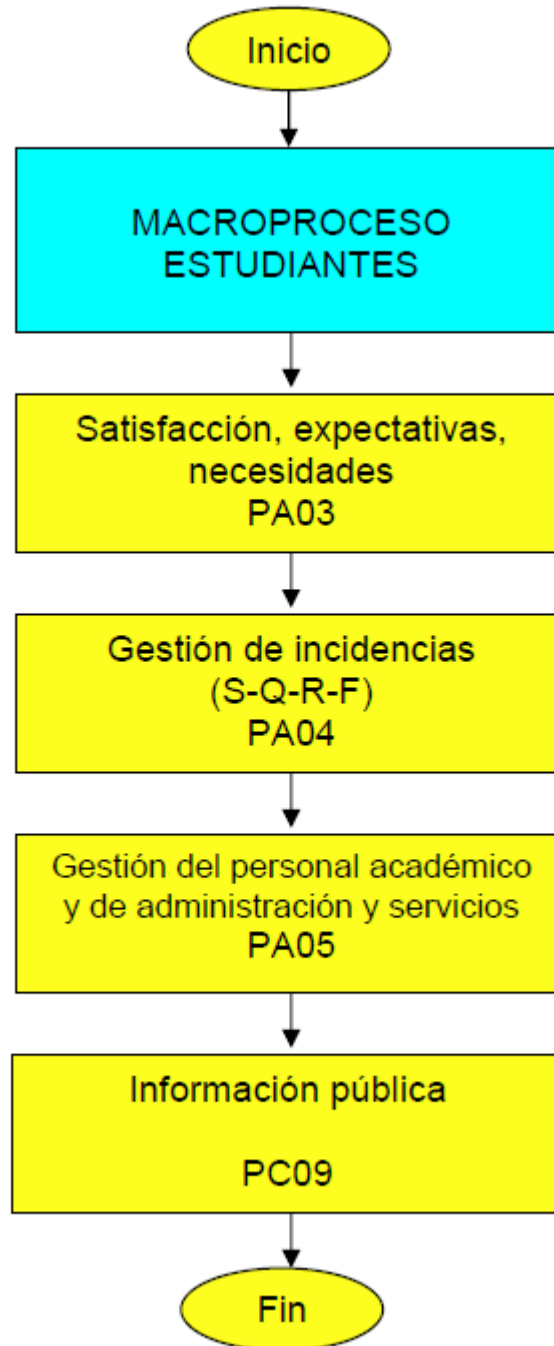 Inicio
MACROPROCESO
ESTUDIANTES
Satisfacción, expectativas,
necesidades
PA03
Gestión de incidencias
(S-Q-R-F)
PA04
Gestión del personal académico
y de administración y servicios
PA05
Información pública
PC09
Fin